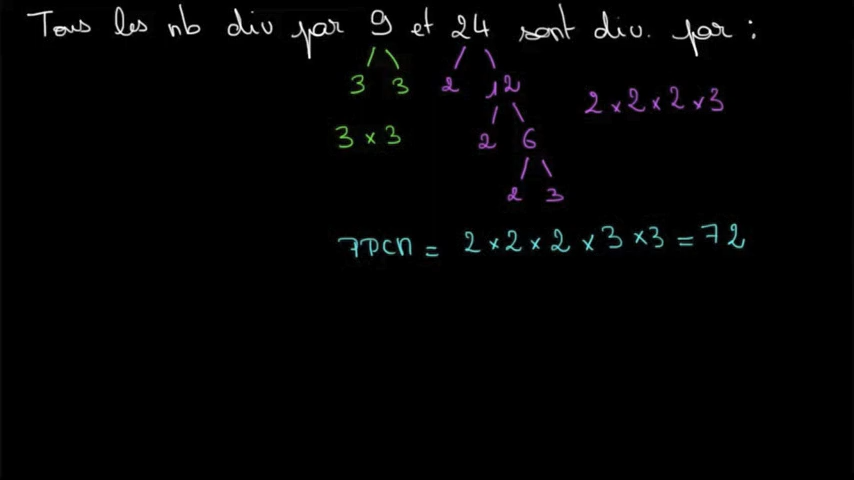 Tous les nb div par 9 et 24 sont div. par :
3 3 2 12
2 × 2 × 2 × 3
3 × 3 2 6
2 3
PPCM = 2 × 2 × 2 × 3 × 3 = 72